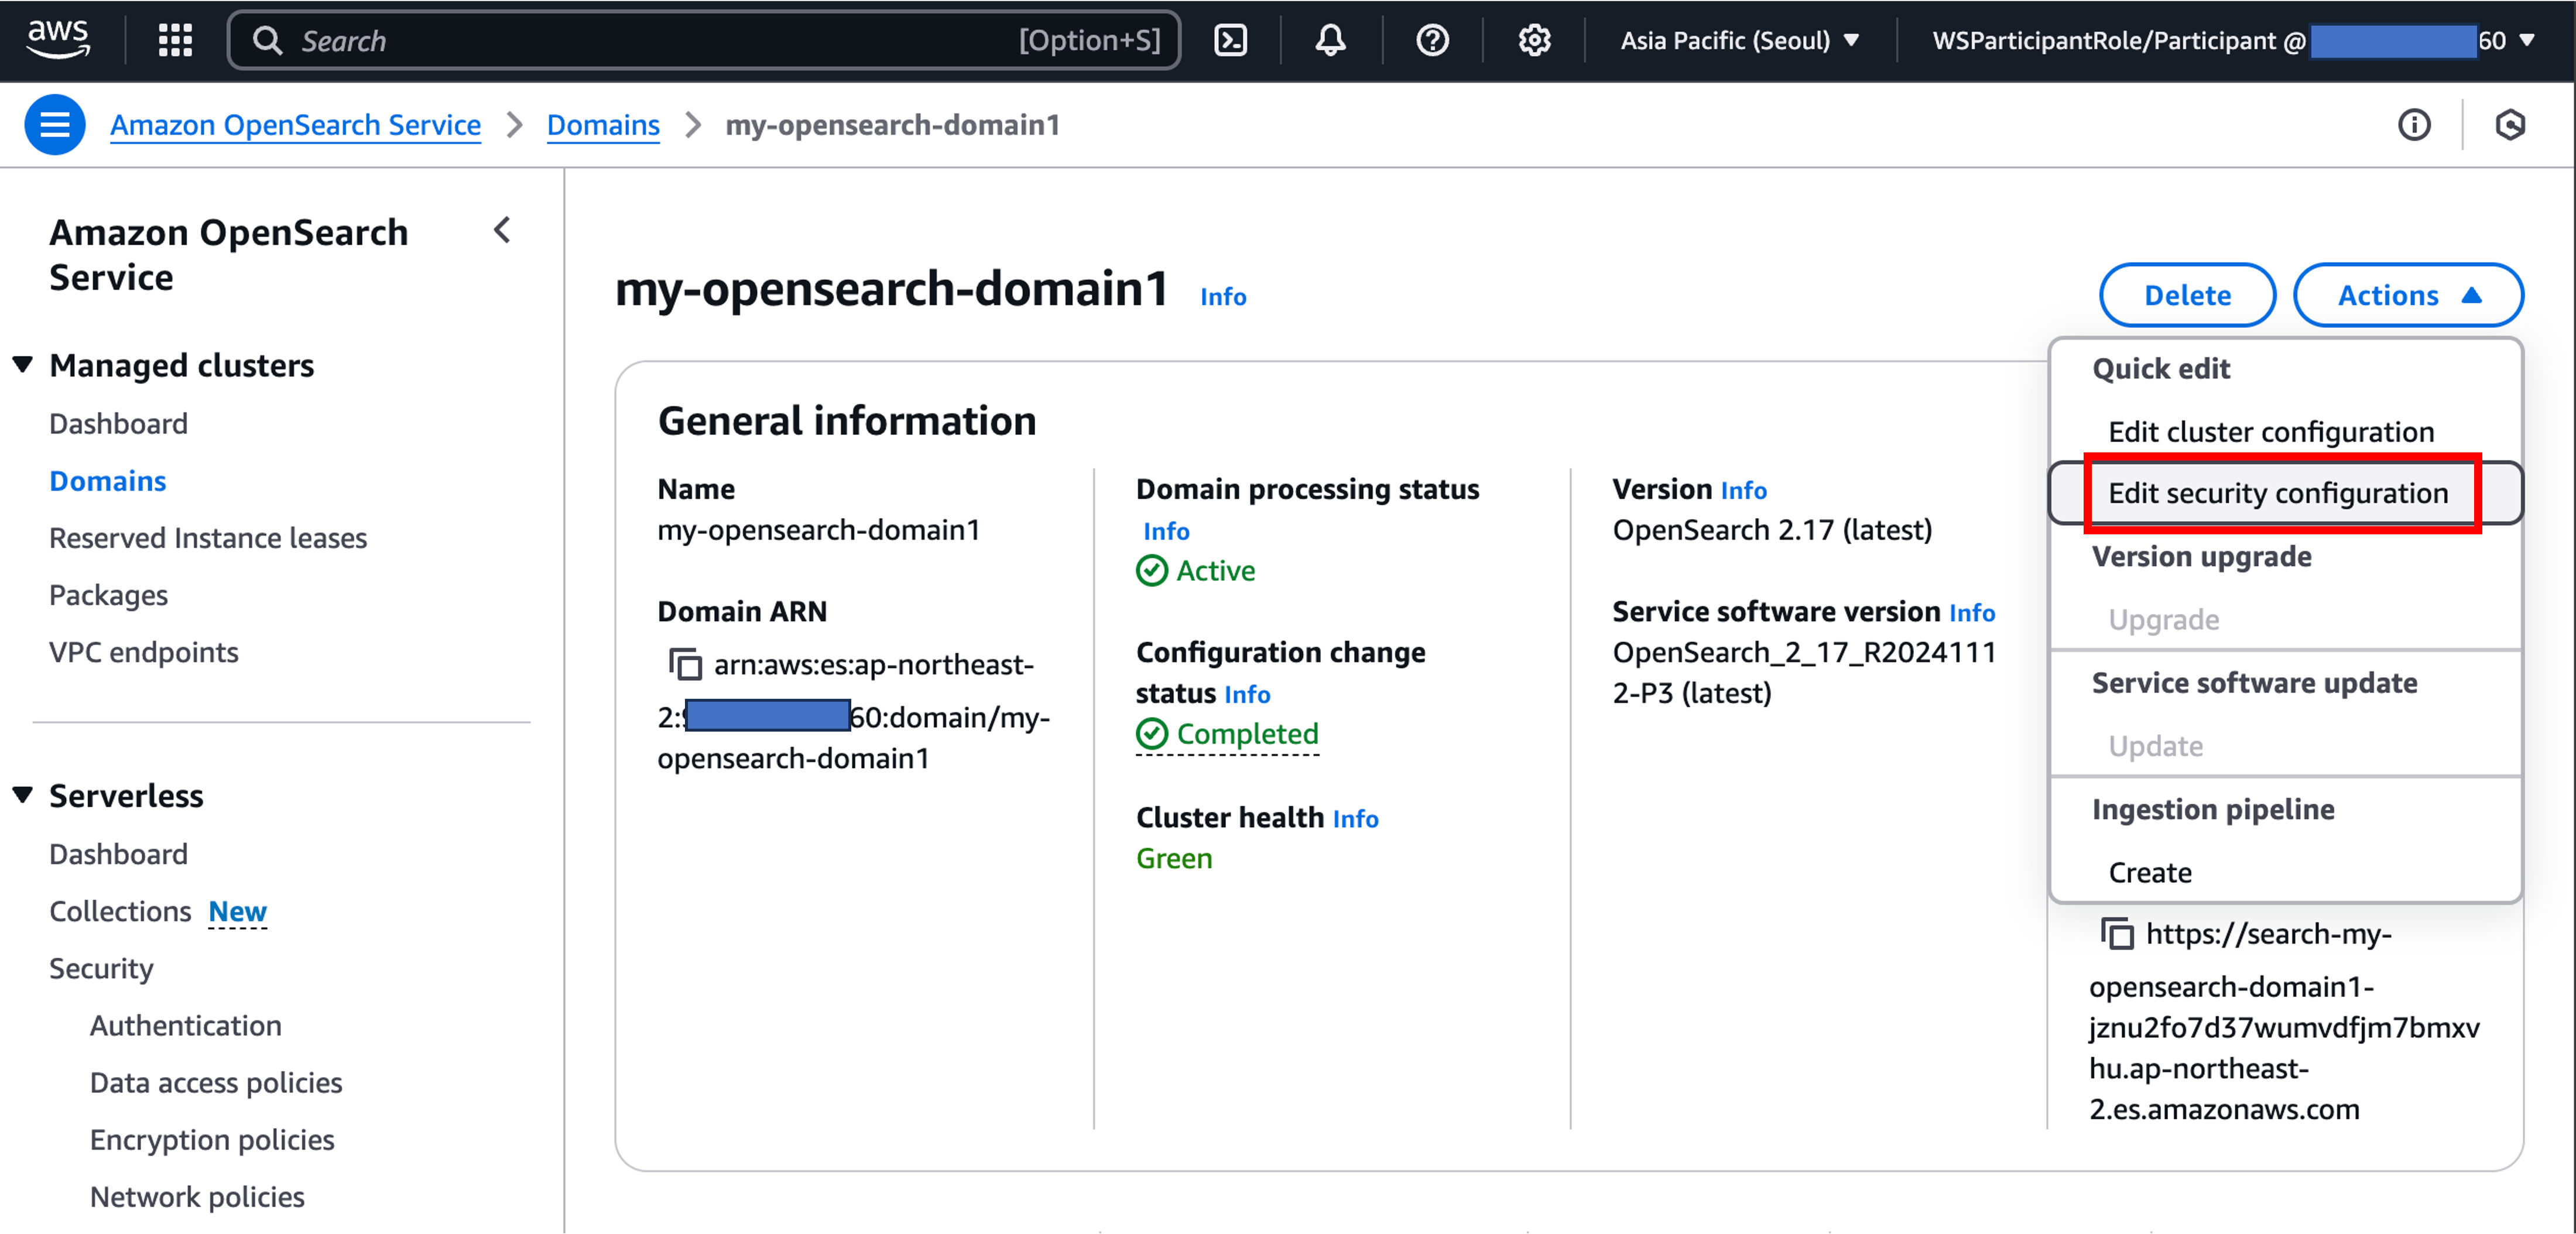 aws
Search [Option+S]
Asia Pacific (Seoul)
WSParticipantRole/Participant @ 60
Amazon OpenSearch Service
Domains
my-opensearch-domain1
Amazon OpenSearch
Service
Managed clusters
Dashboard
Domains
Reserved Instance leases
Packages
VPC endpoints
Serverless
Dashboard
Collections New
Security
Authentication
Data access policies
Encryption policies
Network policies
my-opensearch-domain1 Info
Delete
Actions
General information
Name
my-opensearch-domain1
Domain ARN
arn:aws:es:ap-northeast-
2: 60:domain/my-
opensearch-domain1
Domain processing status
Info
Active
Configuration change
status Info
Completed
Cluster health Info
Green
Version Info
OpenSearch 2.17 (latest)
Service software version Info
OpenSearch_2_17_R2024111
2-P3 (latest)
Quick edit
Edit cluster configuration
Edit security configuration
Version upgrade
Upgrade
Service software update
Update
Ingestion pipeline
Create
https://search-my-
opensearch-domain1-
jznu2fo7d37wumvdfjm7bmxv
hu.ap-northeast-
2.es.amazonaws.com